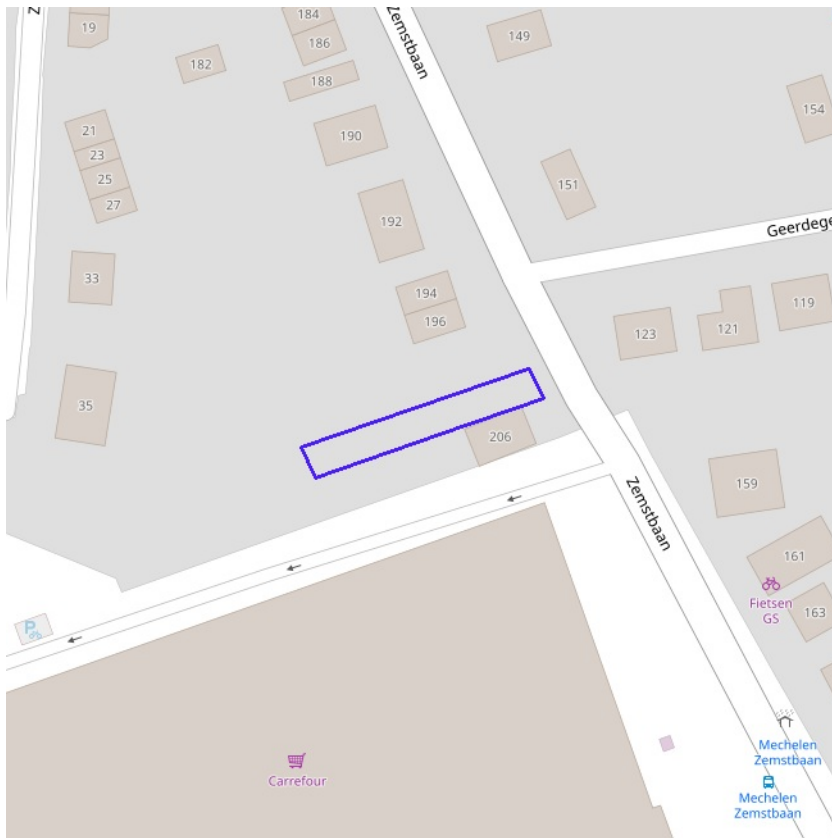 Z
19
184
186
182
188
Zemstbaan
149
154
190
21
23
25
27
151
192
Geerdege
33
194
196
119
121
123
35
206
159
Zemstbaan
161
Fietsen
GS
163
P
Carrefour
Mechelen
Zemstbaan
Mechelen
Zemstbaan